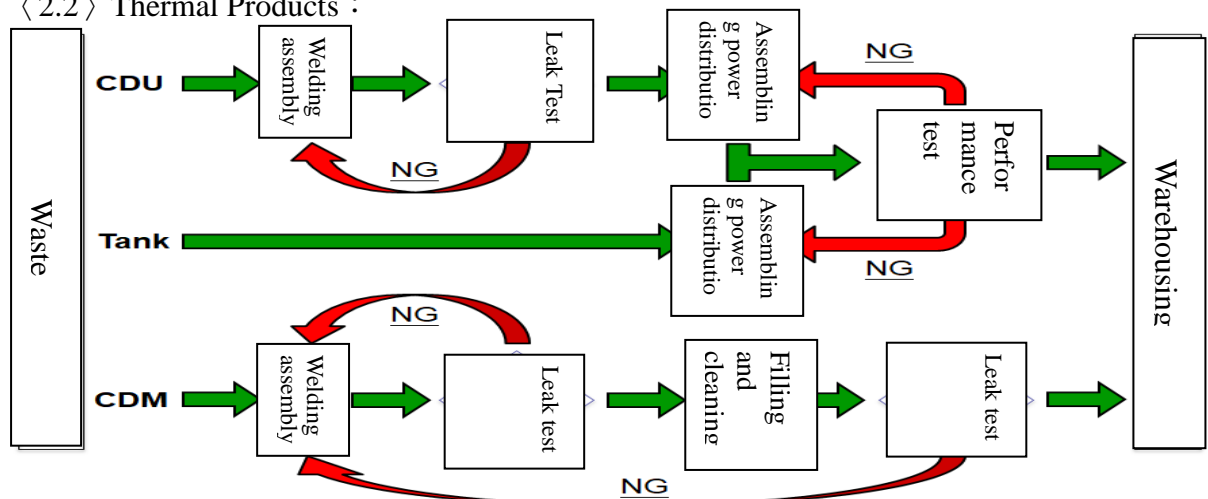 〈2.2〉Thermal Products：
Waste
CDU
Welding
assembly
Leak Test
NG
Assemblin
g power
distributio
NG
Perfor
mance
test
Warehousing
Tank
Assemblin
g power
distributio
NG
NG
CDM
Welding
assembly
Leak test
Filling
and
cleaning
Leak test
NG